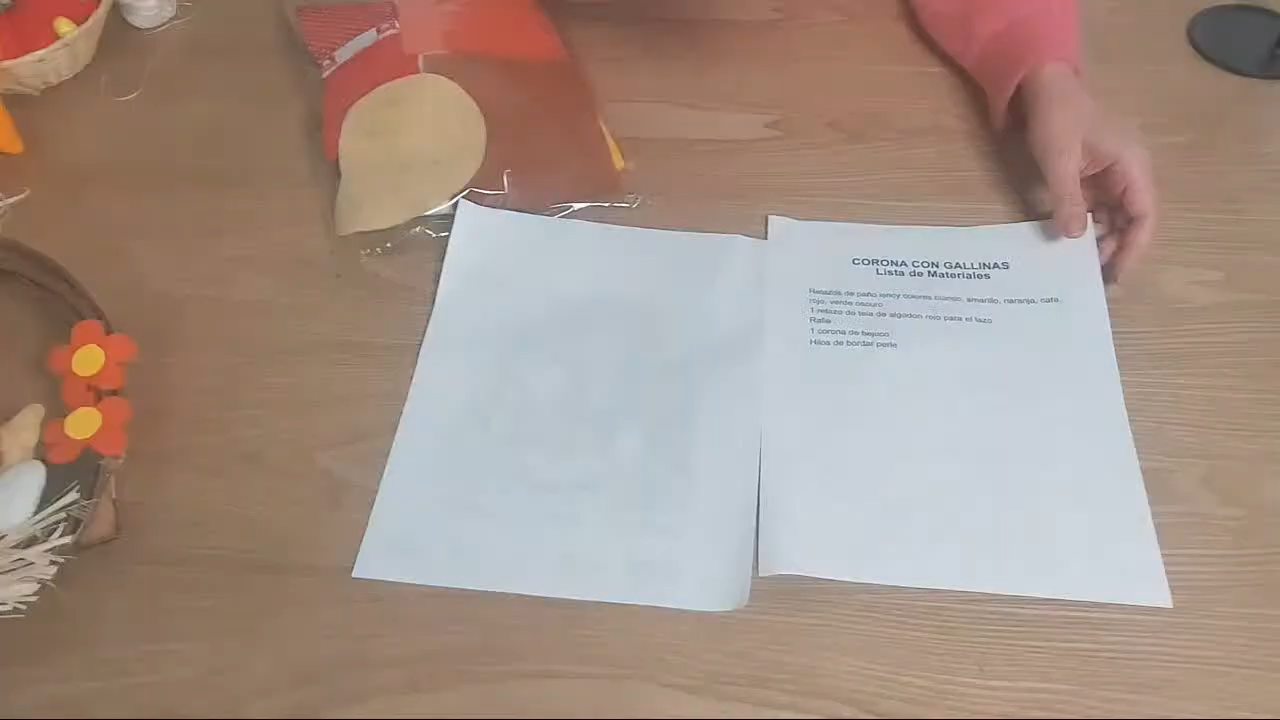 CORONA CON GALLINAS
Lista de Materiales
Retazos de paño lency colores blanco, amarillo, naranja, café,
rojo, verde oscuro
1 retazo de tela de algodon rojo para el lazo
Rafia
1 corona de bejuco
Hilos de bordar perle